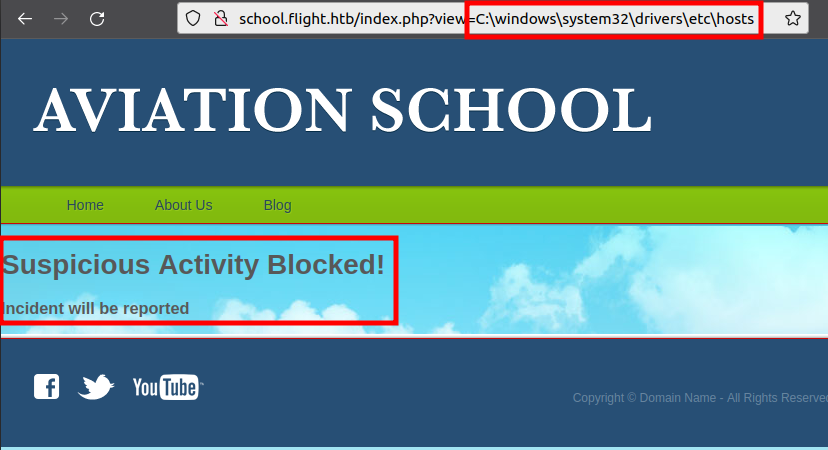 school.flight.htb/index.php?view=C:\windows\system32\drivers\etc\hosts
AVIATION SCHOOL
Home About Us Blog
Suspicious Activity Blocked!
Incident will be reported
f YouTube
Copyright © Domain Name - All Rights Reserved